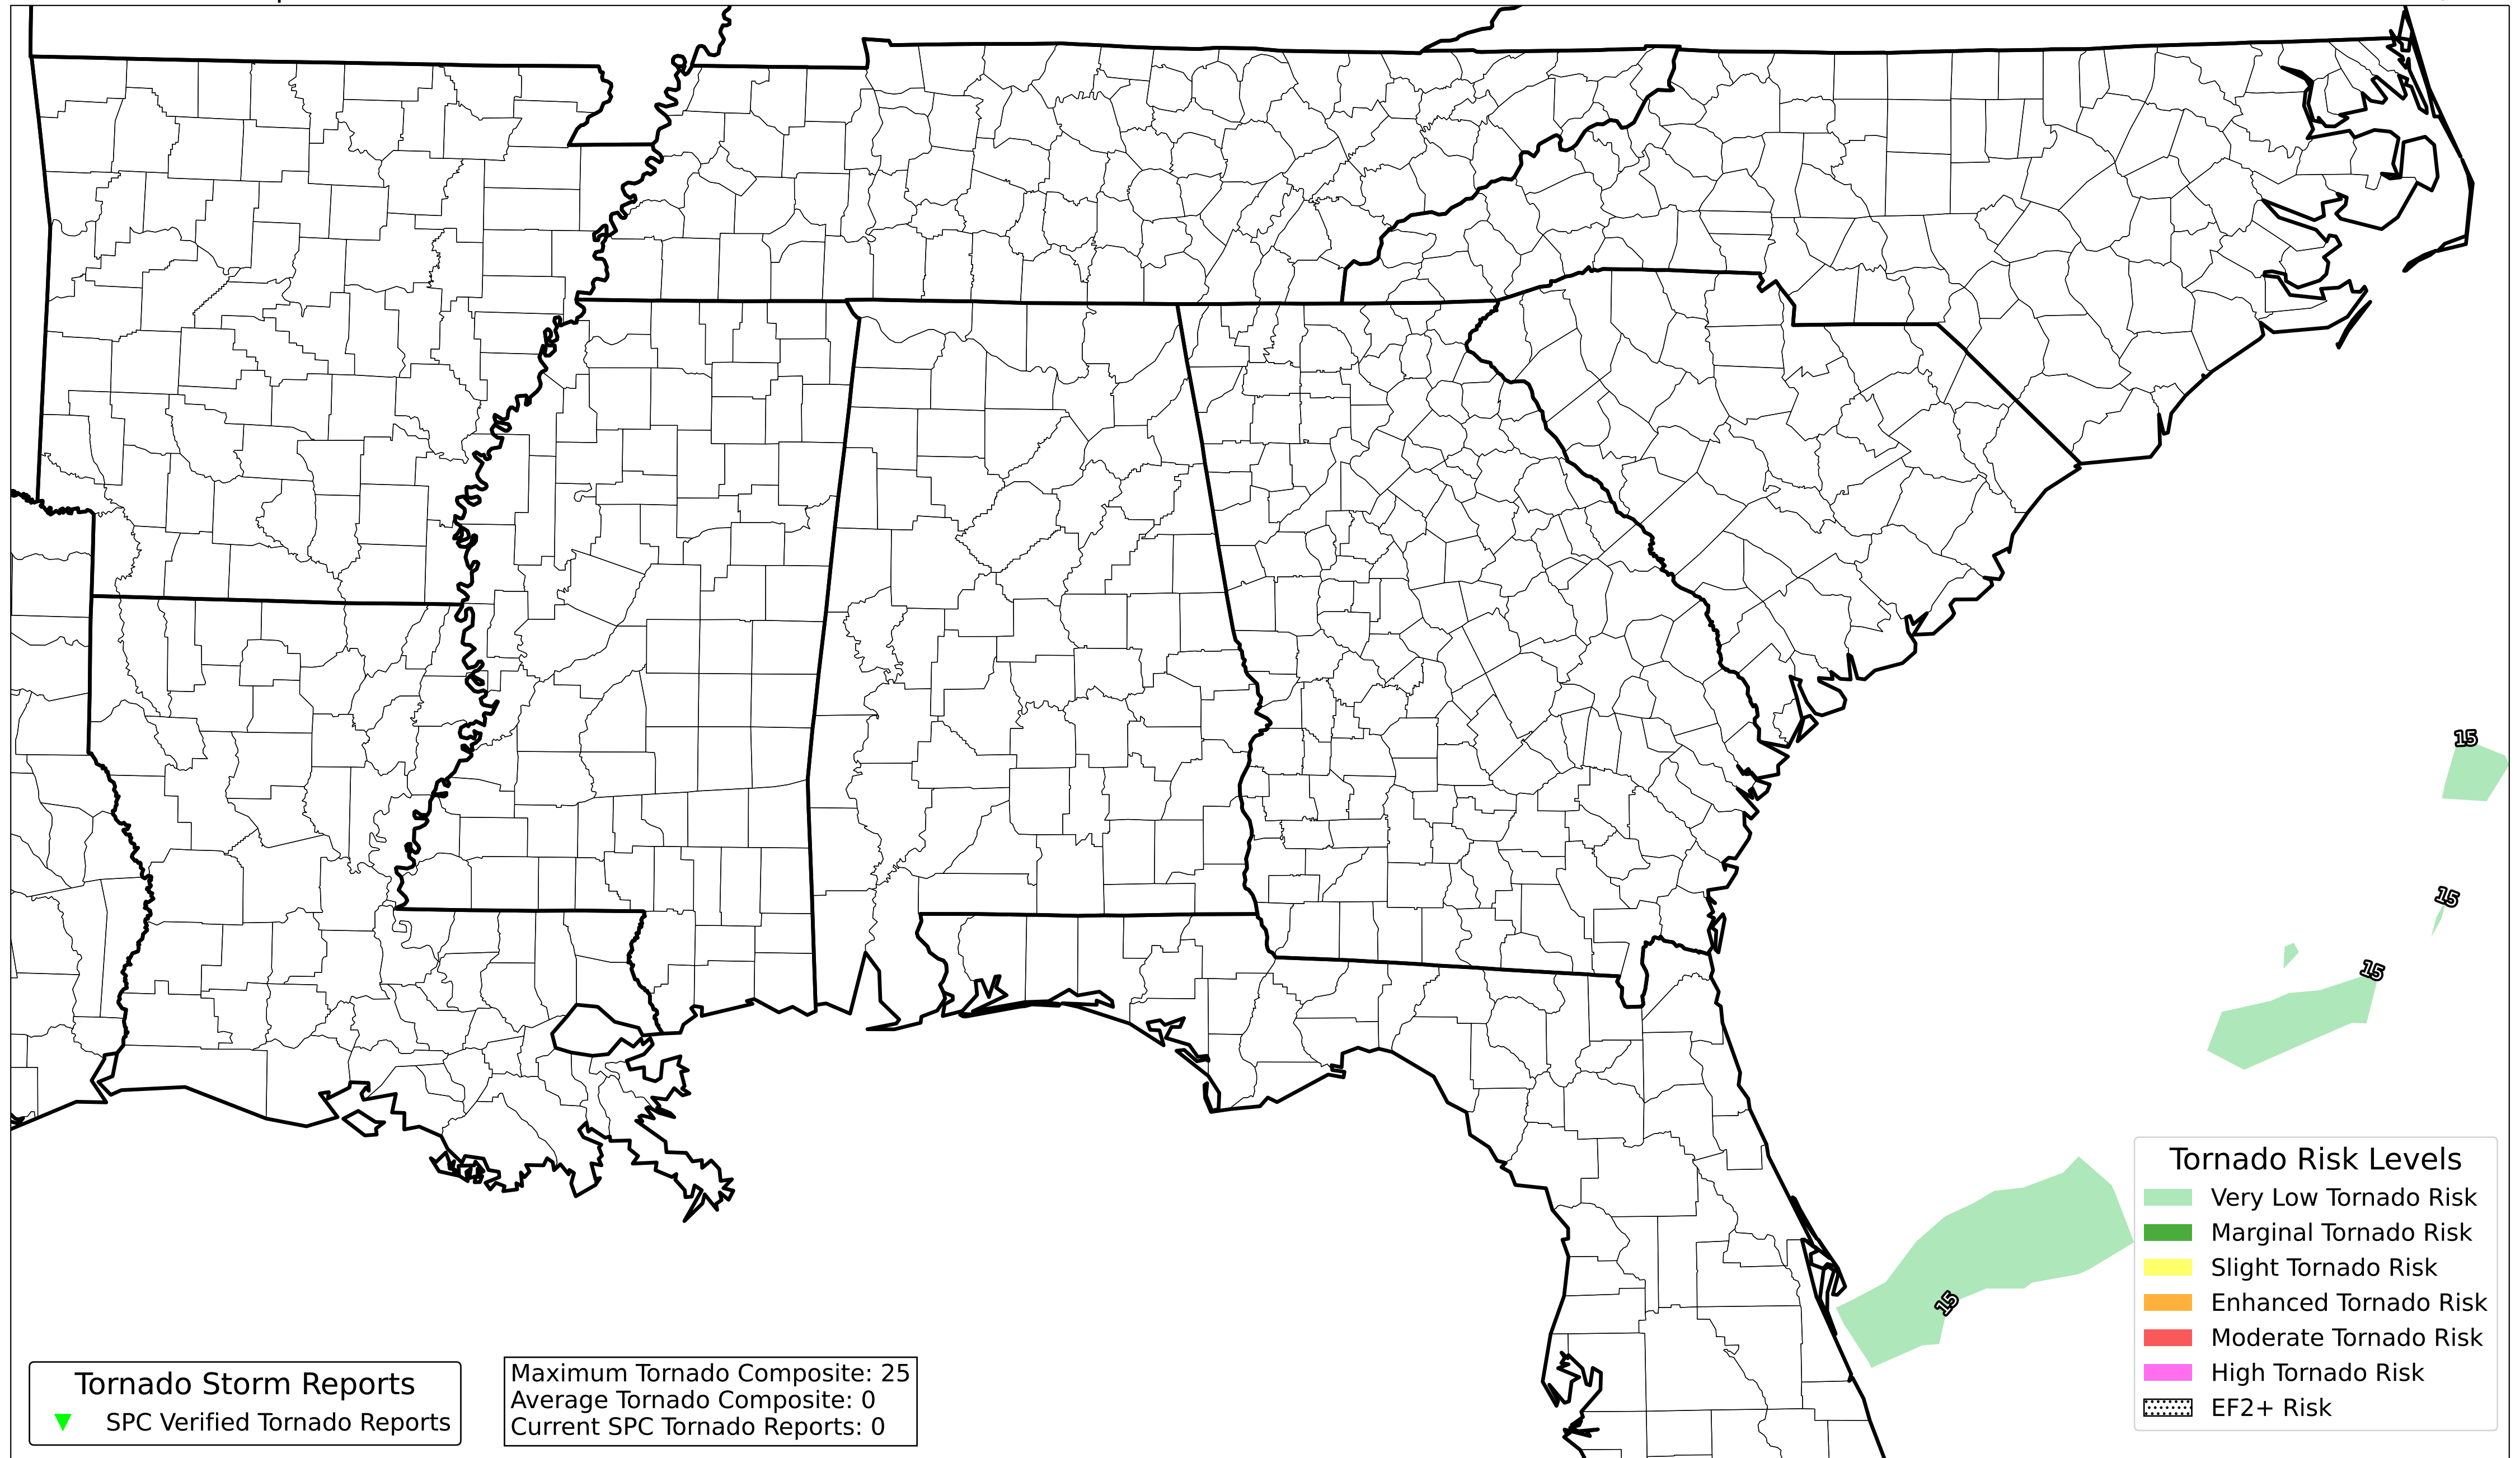 15
15
15
15
Tornado Risk Levels
Very Low Tornado Risk
Marginal Tornado Risk
Slight Tornado Risk
Enhanced Tornado Risk
Moderate Tornado Risk
High Tornado Risk
EF2+ Risk
Tornado Storm Reports
SPC Verified Tornado Reports
Maximum Tornado Composite: 25
Average Tornado Composite: 0
Current SPC Tornado Reports: 0